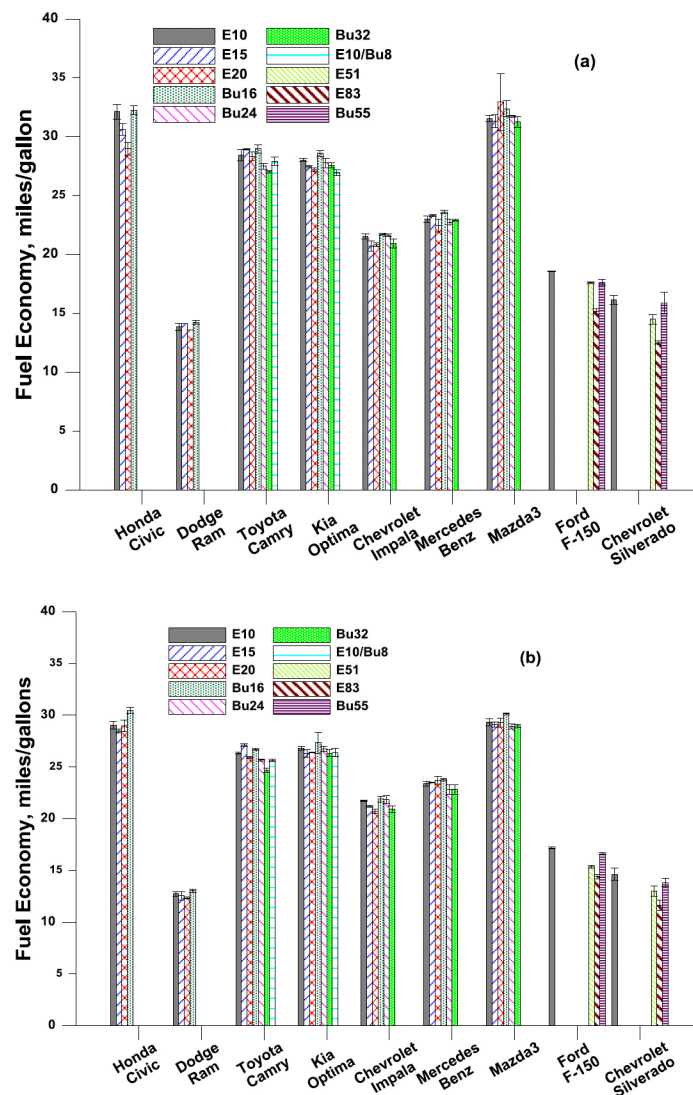 40
35
30
25
20
15
10
5
0
Fuel Economy, miles/gallon
E10
E15
E20
Bu16
Bu24
Bu32
E10/Bu8
E51
E83
Bu55
(a)
Honda
Civic
Dodge
Ram
Toyota
Camry
Kia
Optima
Chevrolet
Impala
Mercedes
Benz
Mazda3
Ford
F-150
Chevrolet
Silverado
40
35
30
25
20
15
10
5
0
Fuel Economy, miles/gallons
E10
E15
E20
Bu16
Bu24
Bu32
E10/Bu8
E51
E83
Bu55
(b)
Honda
Civic
Dodge
Ram
Toyota
Camry
Kia
Optima
Chevrolet
Impala
Mercedes
Benz
Mazda3
Ford
F-150
Chevrolet
Silverado